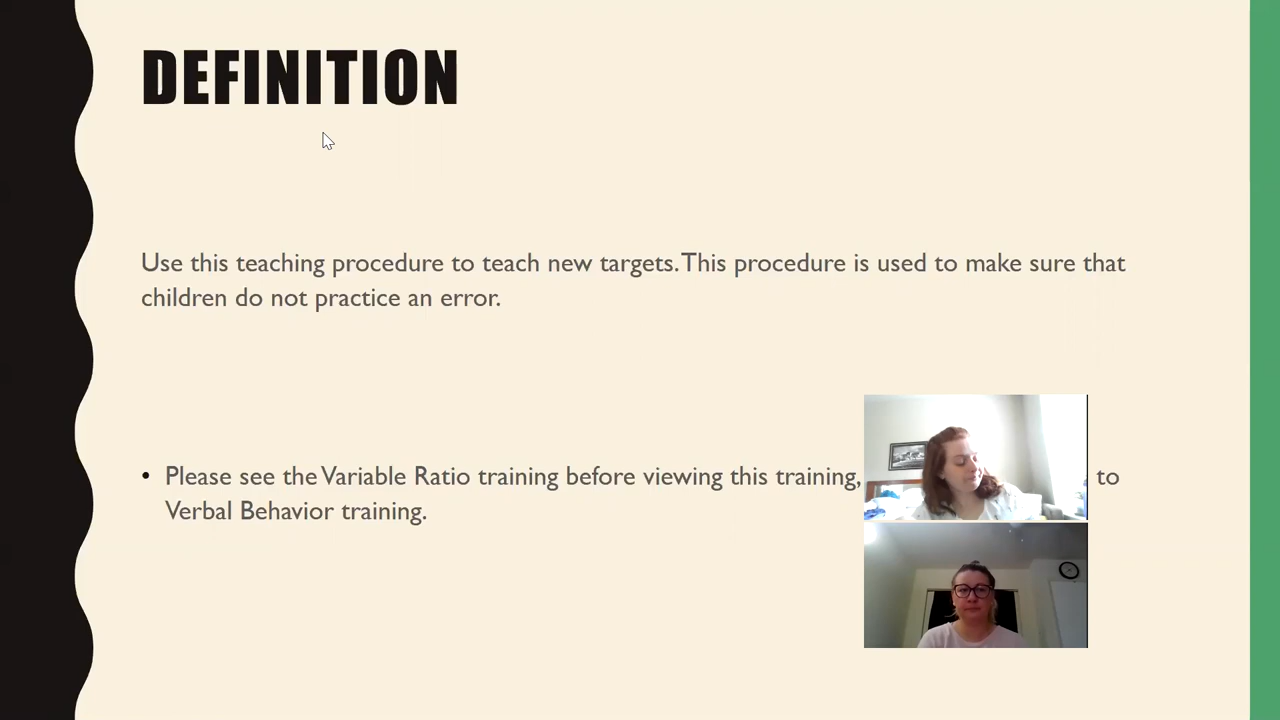 DEFINITION
Use this teaching procedure to teach new targets. This procedure is used to make sure that
children do not practice an error.
• Please see the Variable Ratio training before viewing this training, to
Verbal Behavior training.